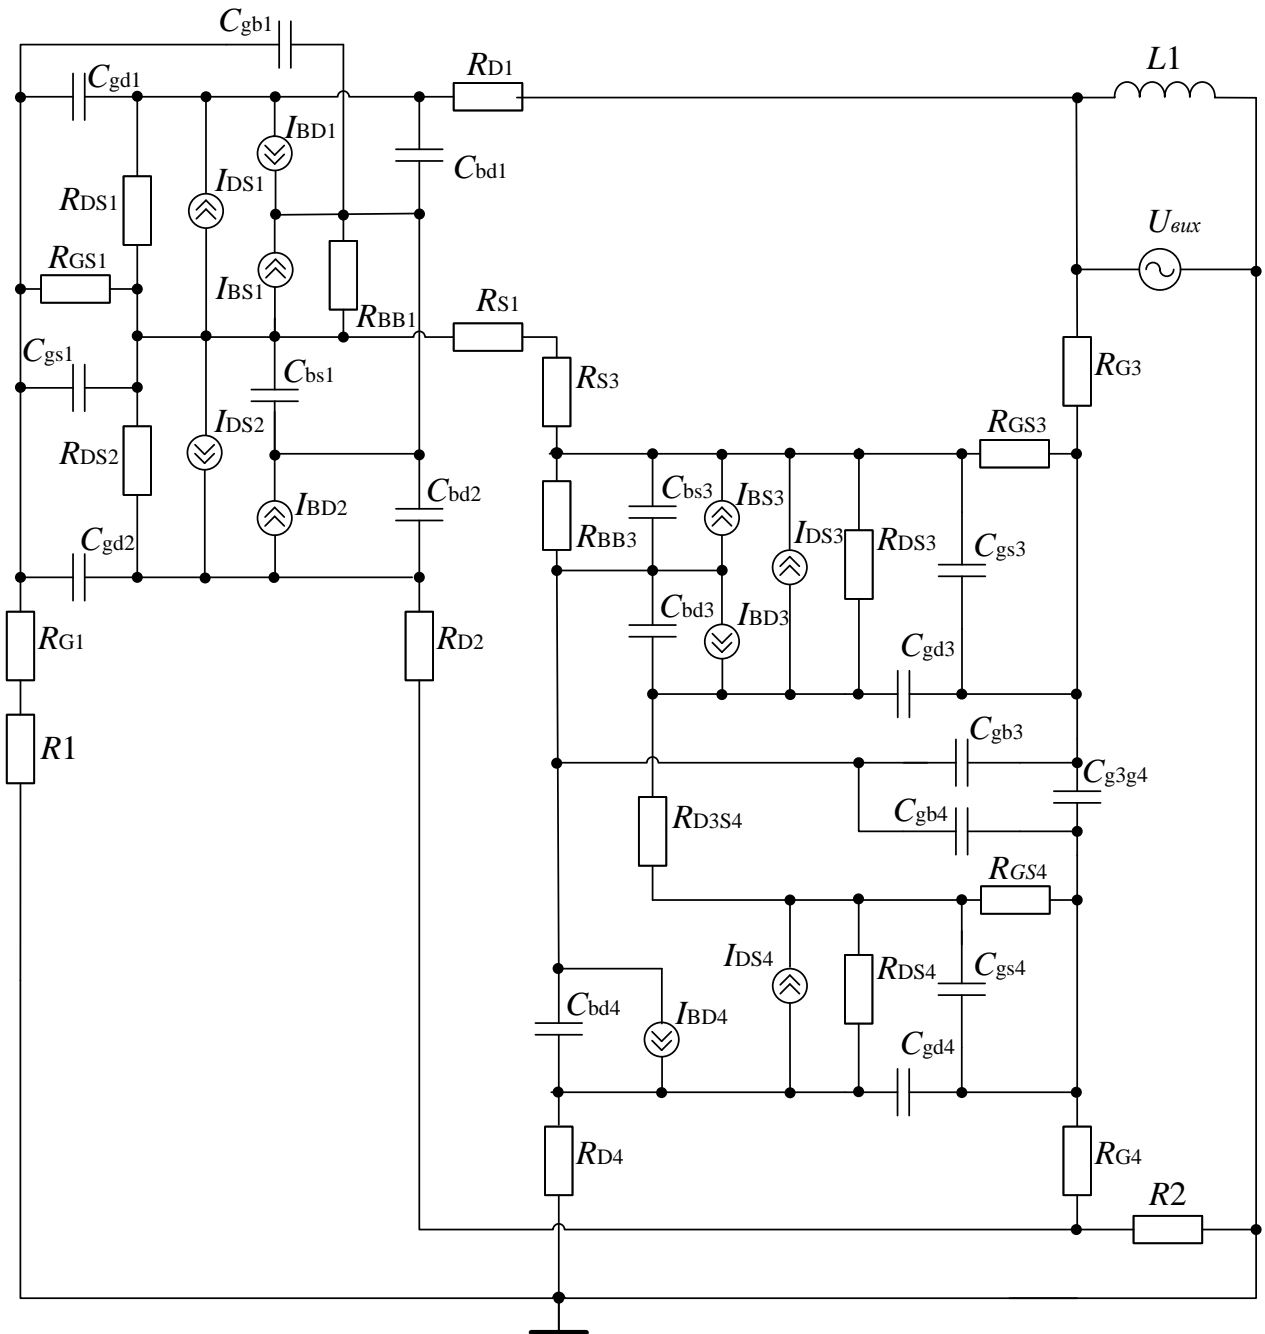 Cgb1
RD1
L1
Cgd1
IBD1
Cbd1
IDS1
RDS1
Uвих
RGS1
IBS1
RS1
RBB1
Cgs1
Cbs1
RS3
RG3
IDS2
RGS3
RDS2
Cbd2
Cbs3
IBS3
IBD2
RBB3
IDS3
RDS3
Cgs3
Cgd2
Cbd3
IBD3
RG1
RD2
Cgd3
R1
Cgb3
Cg3g4
RD3S4
Cgb4
RGS4
IDS4
RDS4
Cgs4
Cbd4
IBD4
Cgd4
RD4
RG4
R2